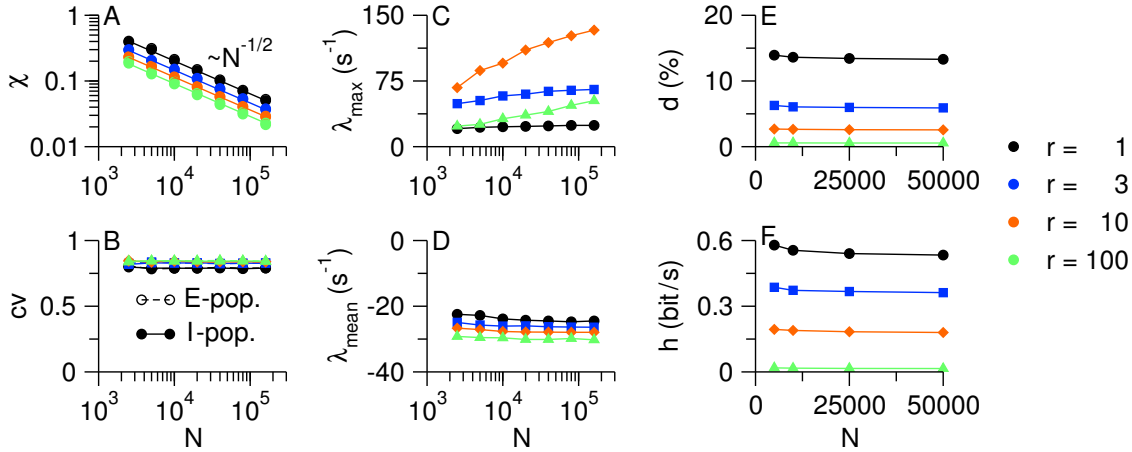 A
χ
1
0.1
0.01
~N^-1/2
10^3
10^4
10^5
B
cv
1
0.5
0
E-pop.
I-pop.
10^3
10^4
10^5
N
C
λmax (s^-1)
150
75
0
10^3
10^4
10^5
D
λmean (s^-1)
0
-20
-40
10^3
10^4
10^5
N
E
d (%)
20
10
0
0
25000
50000
F
h (bit/s)
0.6
0.3
0
0
25000
50000
N
r = 1
r = 3
r = 10
r = 100